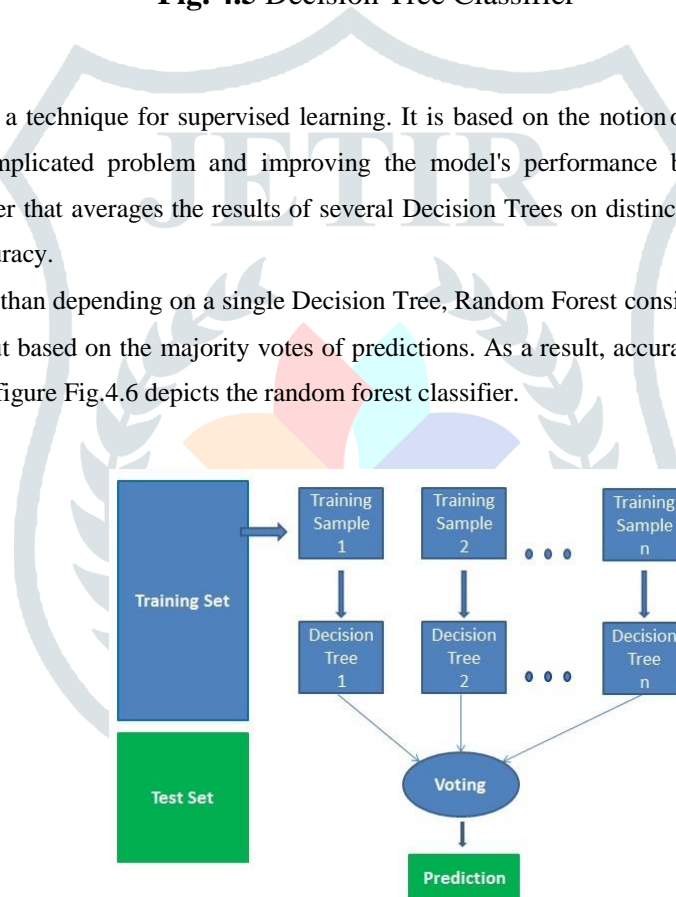 Fig. 4.5 Decision Tree Classifier
a technique for supervised learning. It is based on the notion
mplicated problem and improving the model's performance
er that averages the results of several Decision Trees on distinc
uracy.
than depending on a single Decision Tree, Random Forest consi
ut based on the majority votes of predictions. As a result, accura
figure Fig.4.6 depicts the random forest classifier.
JETIR
Training Set
Training
Sample
1
Training
Sample
2
Training
Sample
n
Decision
Tree
1
Decision
Tree
2
Decision
Tree
n
Test Set
Voting
Prediction